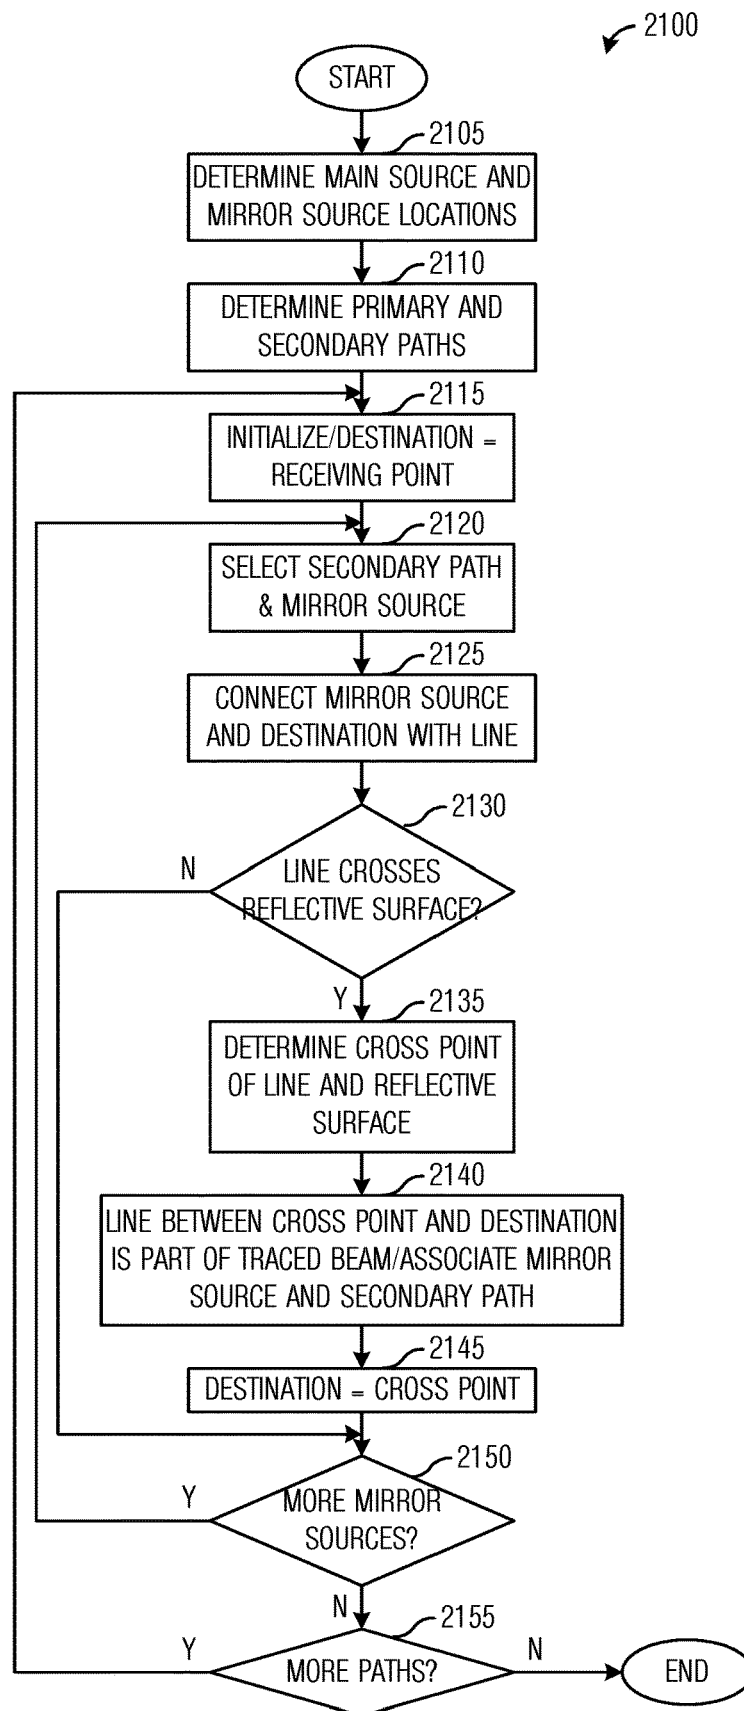 2100
START
2105
DETERMINE MAIN SOURCE AND
MIRROR SOURCE LOCATIONS
2110
DETERMINE PRIMARY AND
SECONDARY PATHS
2115
INITIALIZE/DESTINATION =
RECEIVING POINT
2120
SELECT SECONDARY PATH
& MIRROR SOURCE
2125
CONNECT MIRROR SOURCE
AND DESTINATION WITH LINE
2130
N
LINE CROSSES
REFLECTIVE SURFACE?
Y
2135
DETERMINE CROSS POINT
OF LINE AND REFLECTIVE
SURFACE
2140
LINE BETWEEN CROSS POINT AND DESTINATION
IS PART OF TRACED BEAM/ASSOCIATE MIRROR
SOURCE AND SECONDARY PATH
2145
DESTINATION = CROSS POINT
2150
Y
MORE MIRROR
SOURCES?
N
2155
Y
MORE PATHS?
N
END